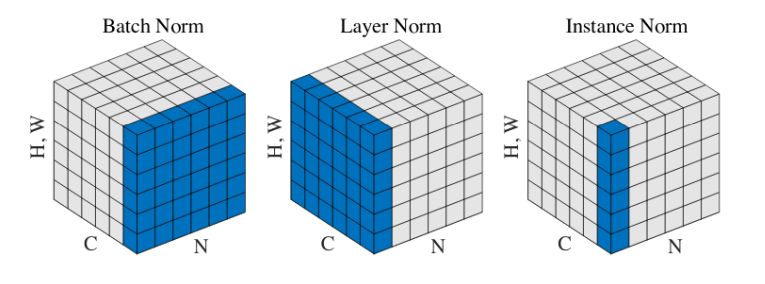 Batch Norm
Layer Norm
Instance Norm
H, W
C
N
H, W
C
N
H, W
C
N